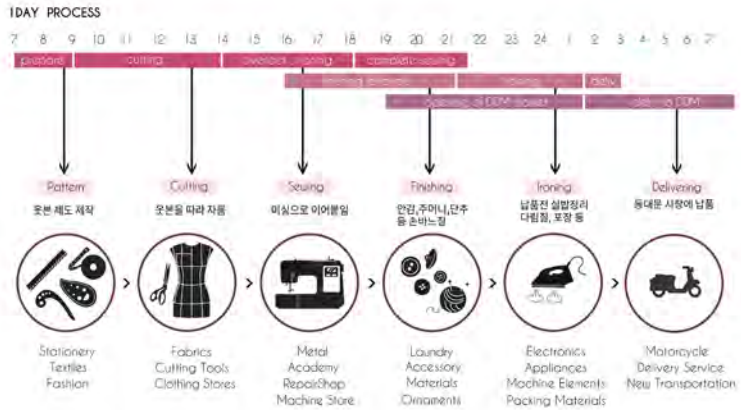 1DAY PROCESS
7 8 9 10 11 12 13 14 15 16 17 18 19 20 21 22 23 24 1 2 3 4 5 6 7
prepare cutting overlock sewing complete sewing
ironing
Pattern Cutting Sewing Finishing Ironing Delivering
옷본 제도 제작
옷본을 따라 자름
미싱으로 이어붙임
안감,주머니,단추
등 손바느질
납품전 실밥정리
다림질, 포장 등
동대문 시장에 납품
Stationery
Textiles
Fashion
Fabrics
Cutting Tools
Clothing Stores
Metal
Academy
RepairShop
Machine Store
Laundry
Accessory
Materials
Ornaments
Electronics
Appliances
Machine Elements
Packing Materials
Motorcycle
Delivery Service
New Transportation